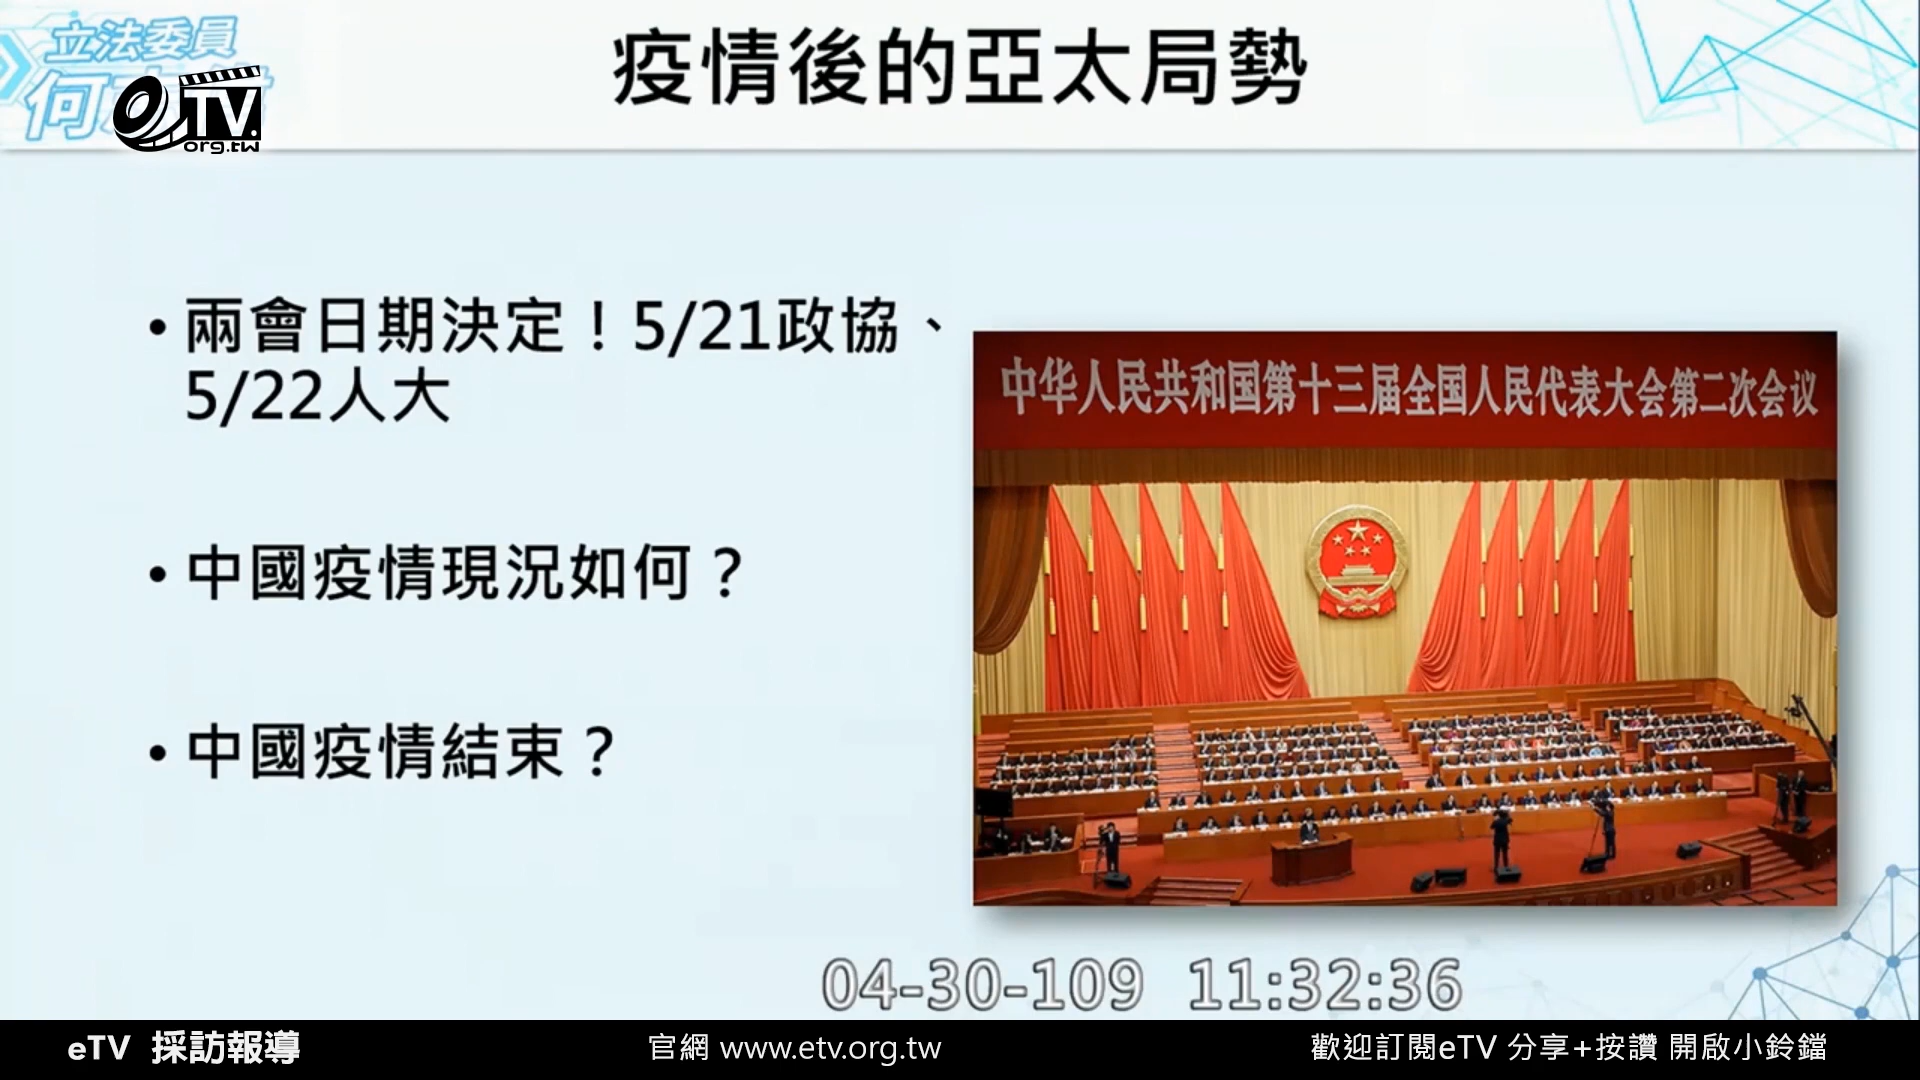 立法委員
何
eTV.
org.tw
疫情後的亞太局勢
• 兩會日期決定！5/21政協、
5/22人大
• 中國疫情現況如何？
• 中國疫情結束？
中华人民共和国第十三届全国人民代表大会第二次会议
04-30-109 11:32:36
eTV 採訪報導
官網 www.etv.org.tw
歡迎訂閱eTV 分享+按讚 開啟小鈴鐺